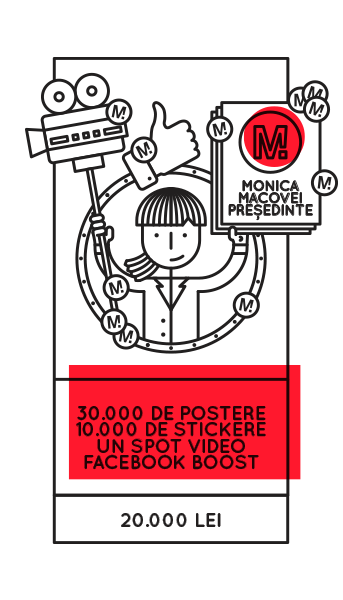 M!
M!
M!
M!
M!
M!
M!
M!
MONICA
MACOVEI
PREȘEDINTE
M!
M!
M!
M!
30.000 DE POSTERE
10.000 DE STICKERE
UN SPOT VIDEO
FACEBOOK BOOST
20.000 LEI